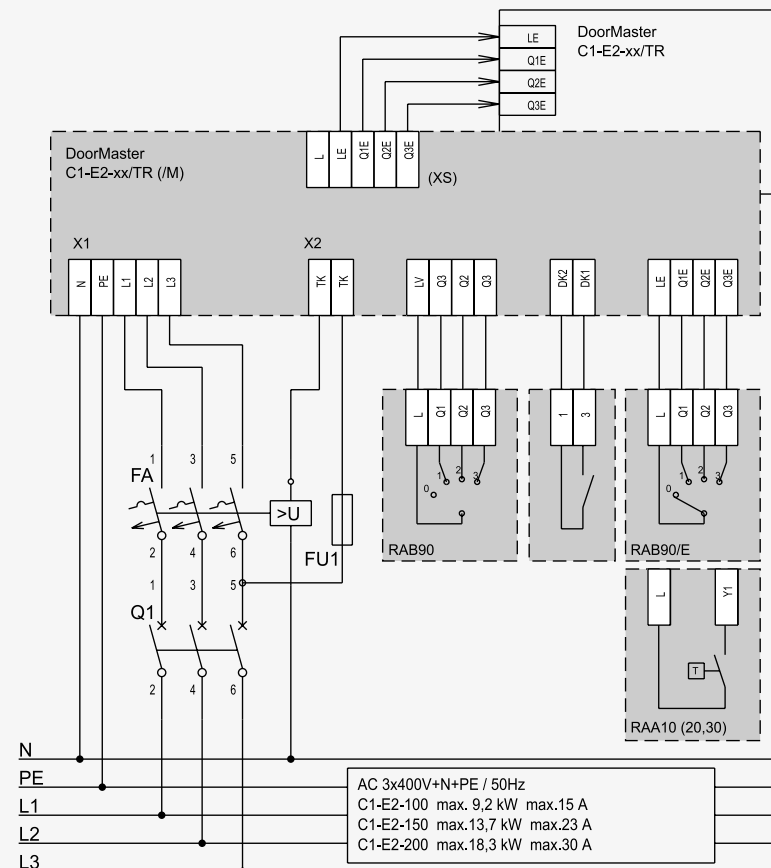 LE
Q1E
Q2E
Q3E
DoorMaster
C1-E2-xx/TR
DoorMaster
C1-E2-xx/TR (/M)
L
LE
Q1E
Q2E
Q3E
(XS)
X1
X2
N
PE
L1
L2
L3
TK
TK
LV
Q3
Q2
Q3
DK2
DK1
LE
Q1E
Q2E
Q3E
L
Q1
Q2
Q3
1
2
3
0
RAB90
1
3
L
Q1
Q2
Q3
1
2
3
0
RAB90/E
1
3
5
FA
>U
2
4
6
FU1
1
3
5
Q1
2
4
6
L
Y1
T
RAA10 (20,30)
N
PE
L1
L2
L3
AC 3x400V+N+PE / 50Hz
C1-E2-100 max. 9,2 kW max.15 A
C1-E2-150 max.13,7 kW max.23 A
C1-E2-200 max.18,3 kW max.30 A